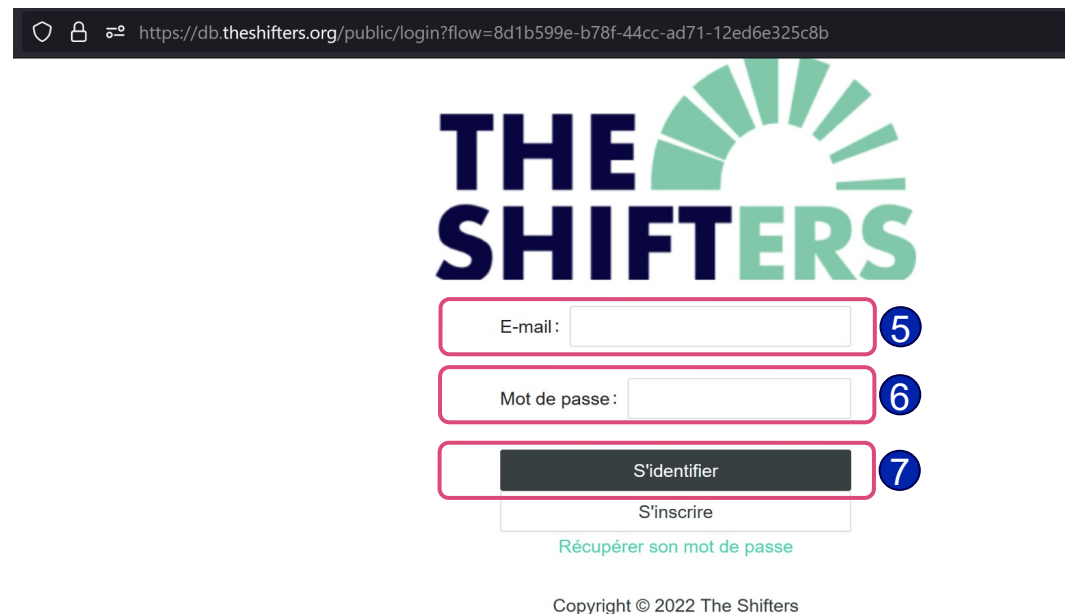 https://db.theshifters.org/public/login?flow=8d1b599e-b78f-44cc-ad71-12ed6e325c8b
THE
SHIFTERS
E-mail : 5
Mot de passe : 6
S'identifier 7
S'inscrire
Récupérer son mot de passe
Copyright © 2022 The Shifters